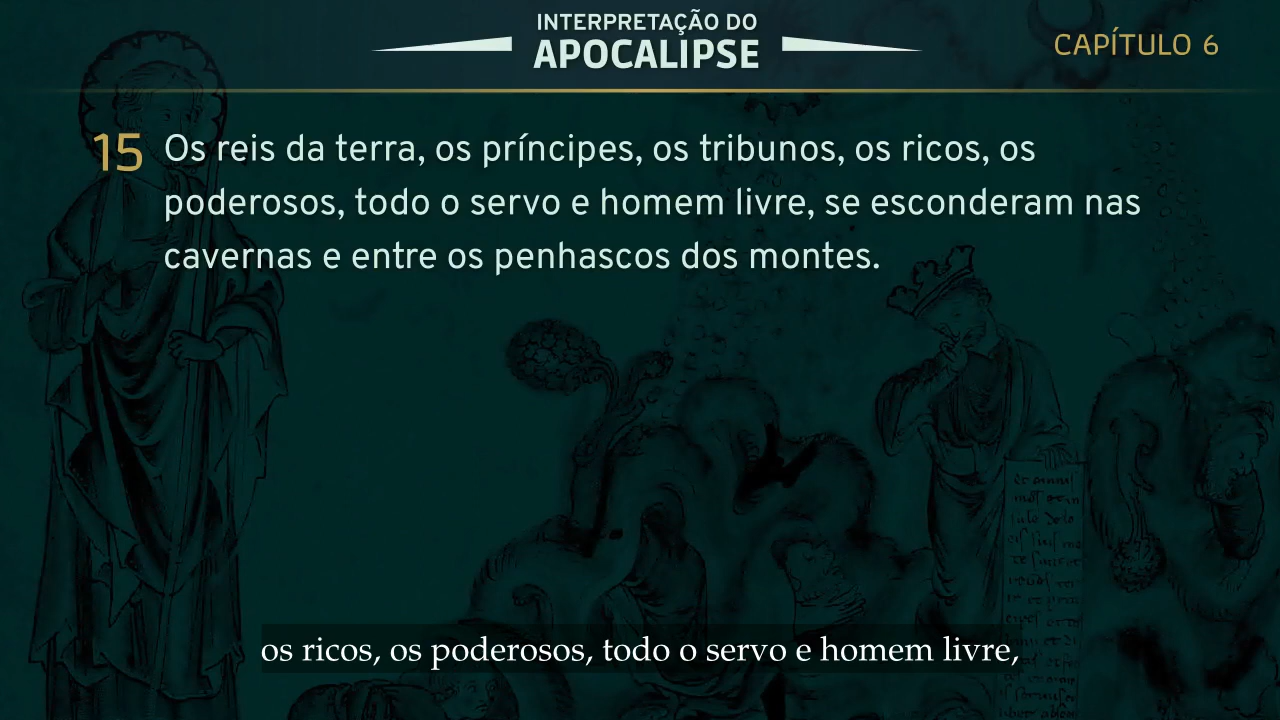 INTERPRETAÇÃO DO
APOCALIPSE
CAPÍTULO 6
15 Os reis da terra, os príncipes, os tribunos, os ricos, os
poderosos, todo o servo e homem livre, se esconderam nas
cavernas e entre os penhascos dos montes.
os ricos, os poderosos, todo o servo e homem livre,